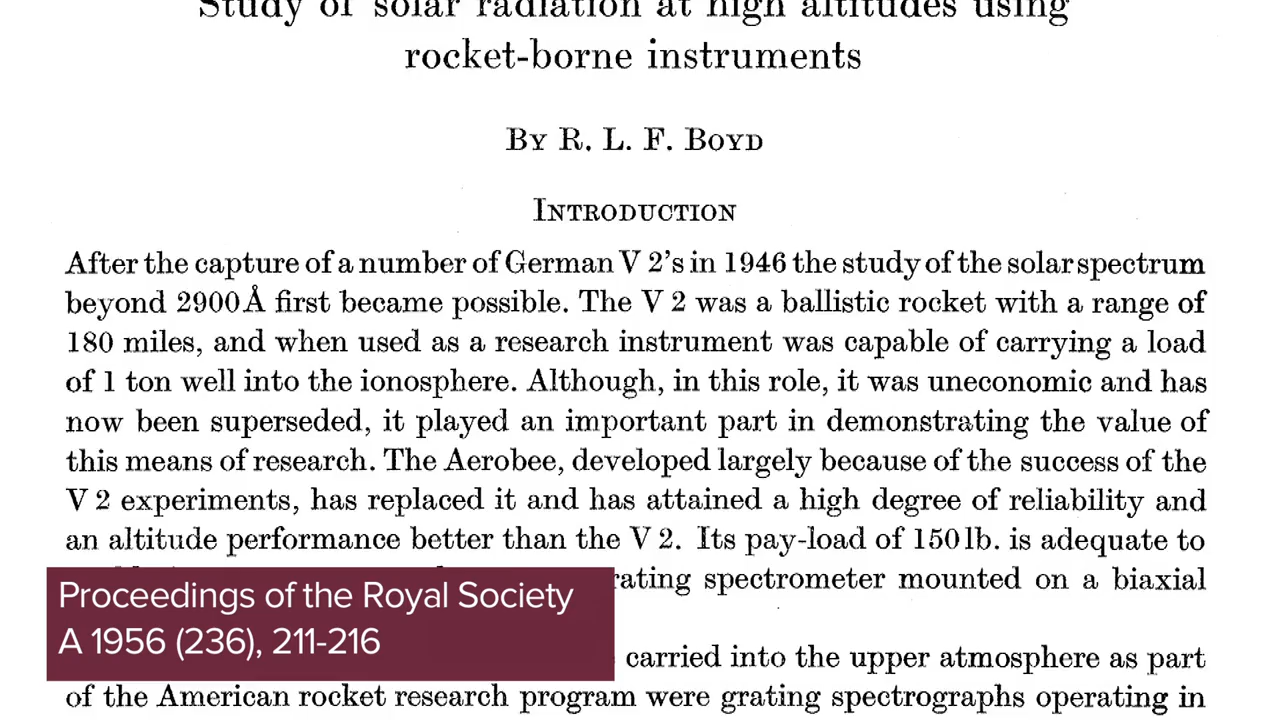 Study of solar radiation at high altitudes using
rocket-borne instruments
By R. L. F. Boyd
Introduction
After the capture of a number of German V 2's in 1946 the study of the solar spectrum
beyond 2900 Å first became possible. The V 2 was a ballistic rocket with a range of
180 miles, and when used as a research instrument was capable of carrying a load
of 1 ton well into the ionosphere. Although, in this role, it was uneconomic and has
now been superseded, it played an important part in demonstrating the value of
this means of research. The Aerobee, developed largely because of the success of the
V 2 experiments, has replaced it and has attained a high degree of reliability and
an altitude performance better than the V 2. Its pay-load of 150 lb. is adequate to
rating spectrometer mounted on a biaxial
Proceedings of the Royal Society
A 1956 (236), 211-216
carried into the upper atmosphere as part
of the American rocket research program were grating spectrographs operating in